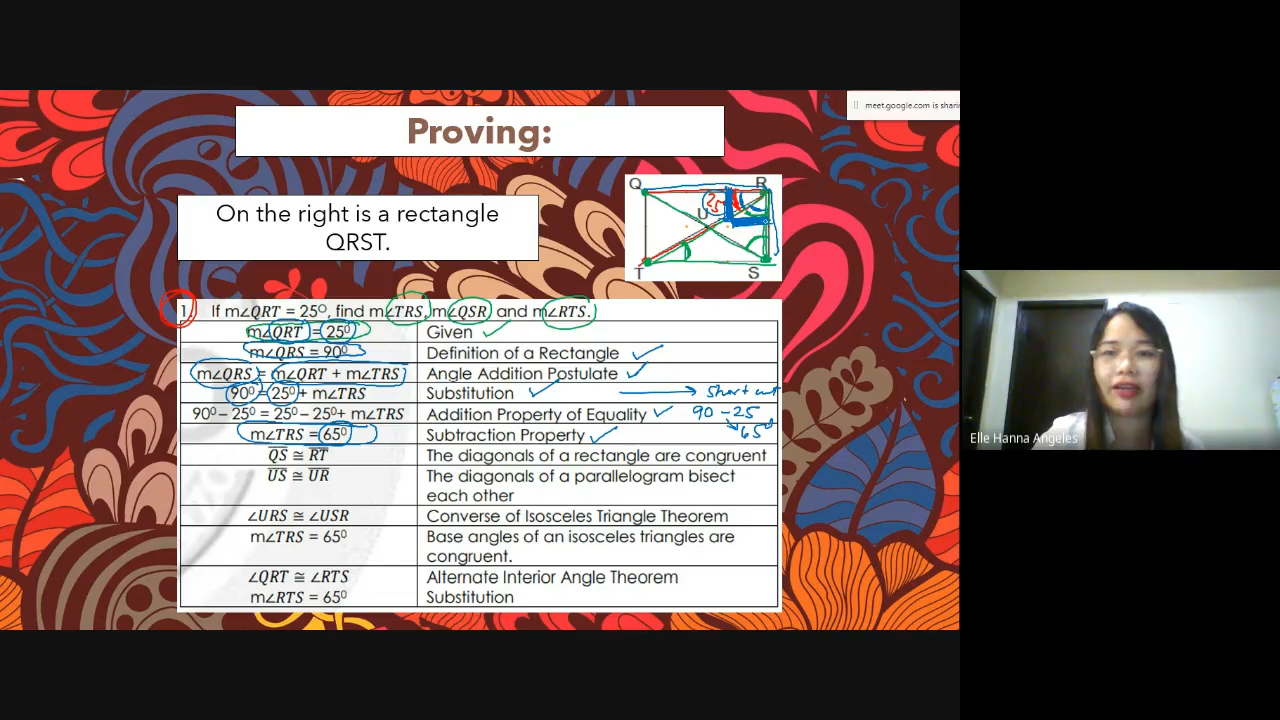 meet.google.com is sharin
Proving:
On the right is a rectangle
QRST.
Q R
25
U
T S
1. If m∠QRT = 25⁰, find m∠TRS, m∠QSR and m∠RTS.
m∠QRT = 25⁰ Given
m∠QRS = 90⁰ Definition of a Rectangle
m∠QRS = m∠QRT + m∠TRS Angle Addition Postulate
90⁰ = 25⁰ + m∠TRS Substitution short cut
90⁰ – 25⁰ = 25⁰ – 25⁰ + m∠TRS Addition Property of Equality 90 – 25
m∠TRS = 65⁰ Subtraction Property 65⁰
Q̅S̅ ≅ R̅T̅ The diagonals of a rectangle are congruent
U̅S̅ ≅ U̅R̅ The diagonals of a parallelogram bisect
each other
∠URS ≅ ∠USR Converse of Isosceles Triangle Theorem
m∠TRS = 65⁰ Base angles of an isosceles triangles are
congruent.
∠QRT ≅ ∠RTS Alternate Interior Angle Theorem
m∠RTS = 65⁰ Substitution
Elle Hanna Angeles